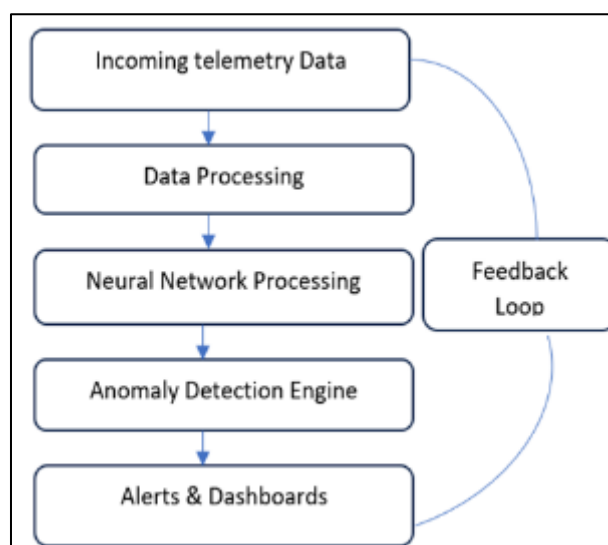 Incoming telemetry Data
Data Processing
Neural Network Processing
Feedback
Loop
Anomaly Detection Engine
Alerts & Dashboards